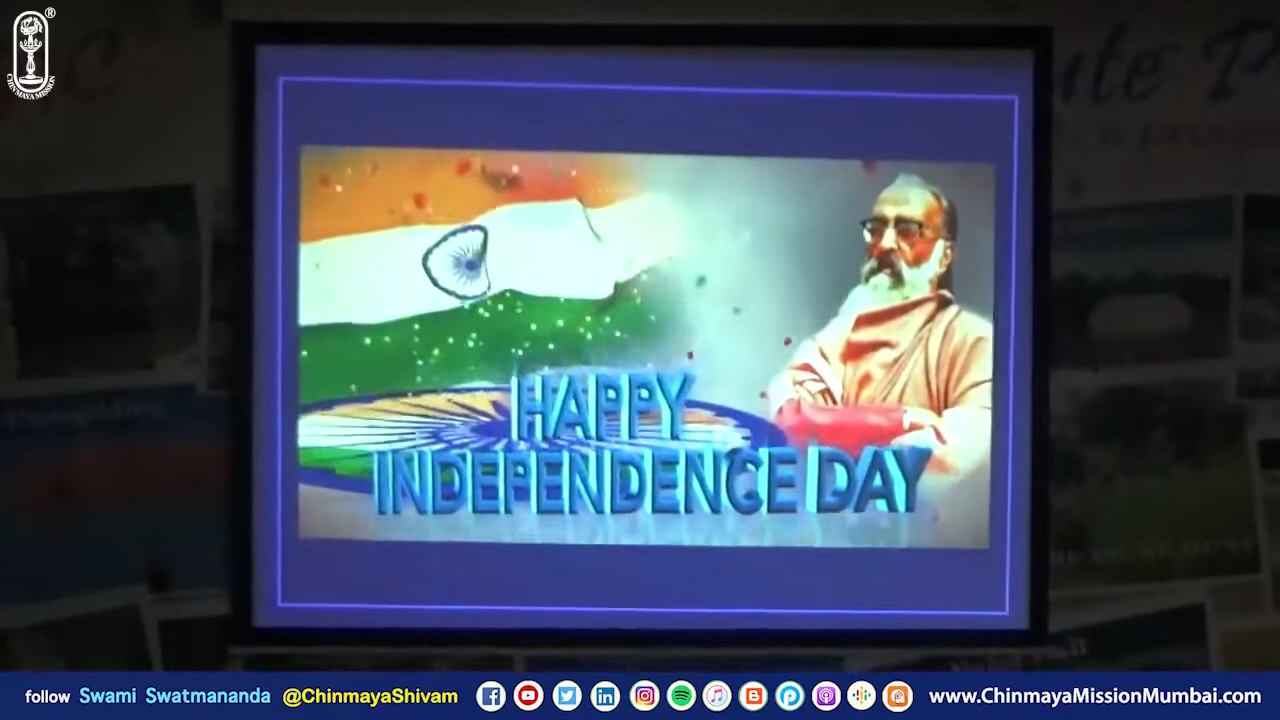 CHINMAYA MISSION
®
HAPPY
INDEPENDENCE DAY
follow Swami Swatmananda @ChinmayaShivam www.ChinmayaMissionMumbai.com